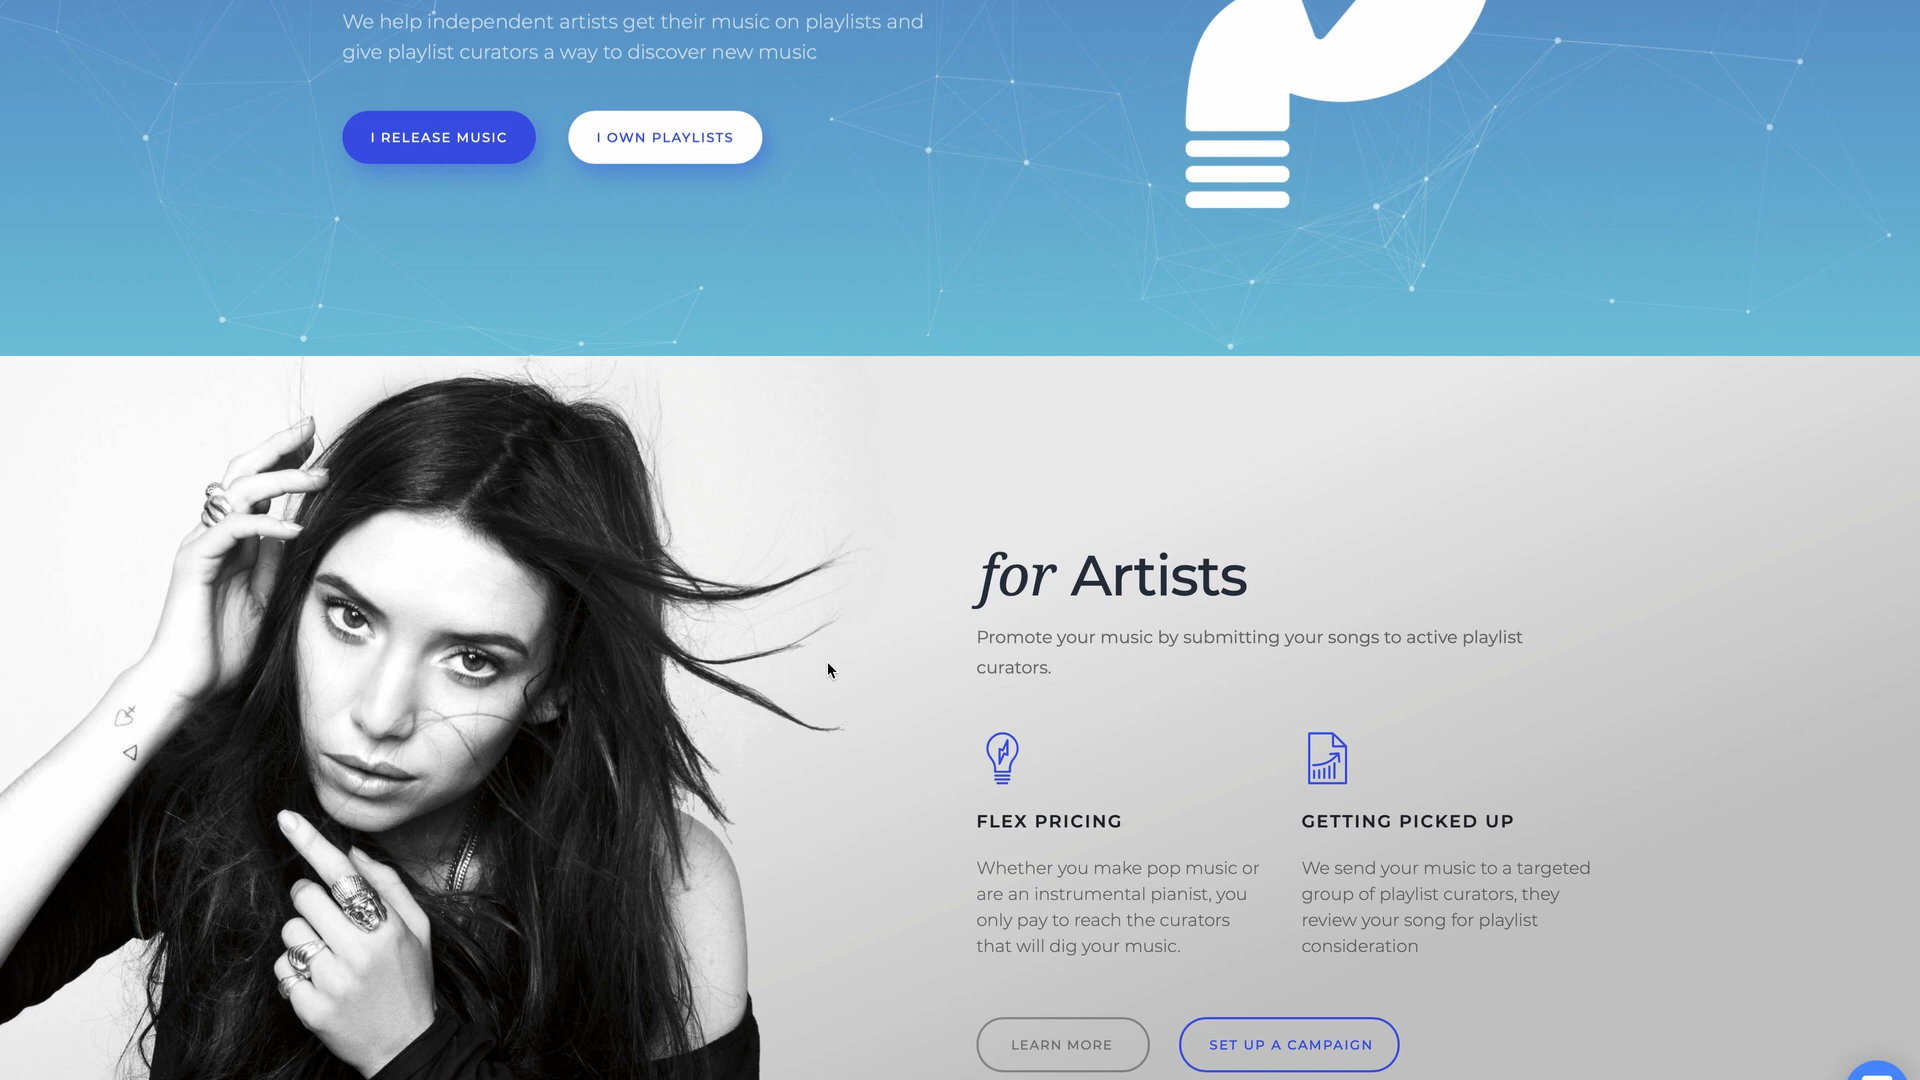 We help independent artists get their music on playlists and
give playlist curators a way to discover new music
I RELEASE MUSIC
I OWN PLAYLISTS
for Artists
Promote your music by submitting your songs to active playlist
curators.
FLEX PRICING
Whether you make pop music or
are an instrumental pianist, you
only pay to reach the curators
that will dig your music.
GETTING PICKED UP
We send your music to a targeted
group of playlist curators, they
review your song for playlist
consideration
LEARN MORE
SET UP A CAMPAIGN